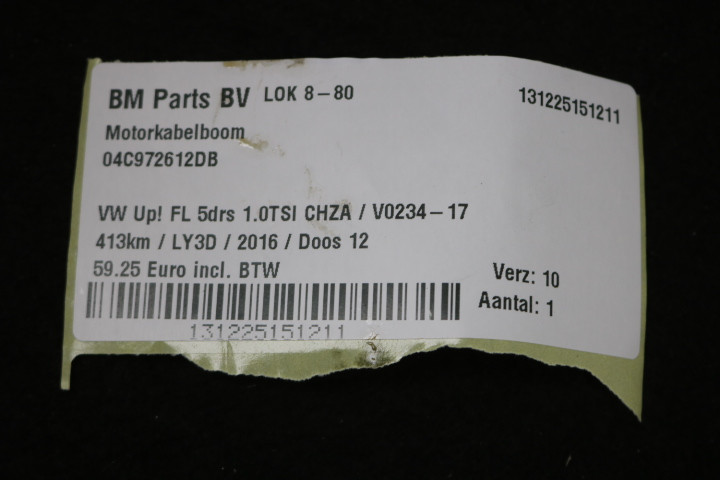 BM Parts BV LOK 8-80 131225151211
Motorkabelboom
04C972612DB
VW Up! FL 5drs 1.0TSI CHZA / V0234-17
413km / LY3D / 2016 / Doos 12
59.25 Euro incl. BTW
Verz: 10
Aantal: 1
131225151211